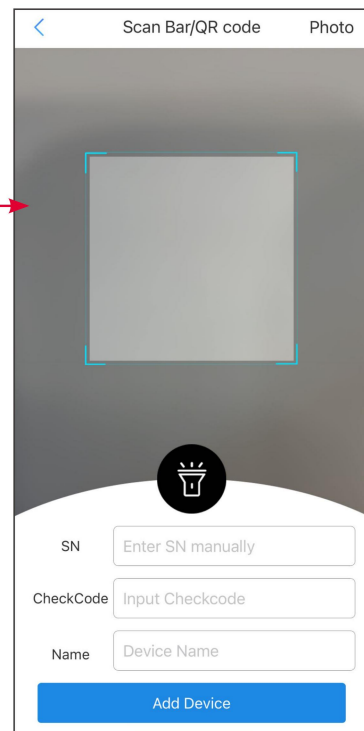 Scan Bar/QR code Photo
SN Enter SN manually
CheckCode Input Checkcode
Name Device Name
Add Device